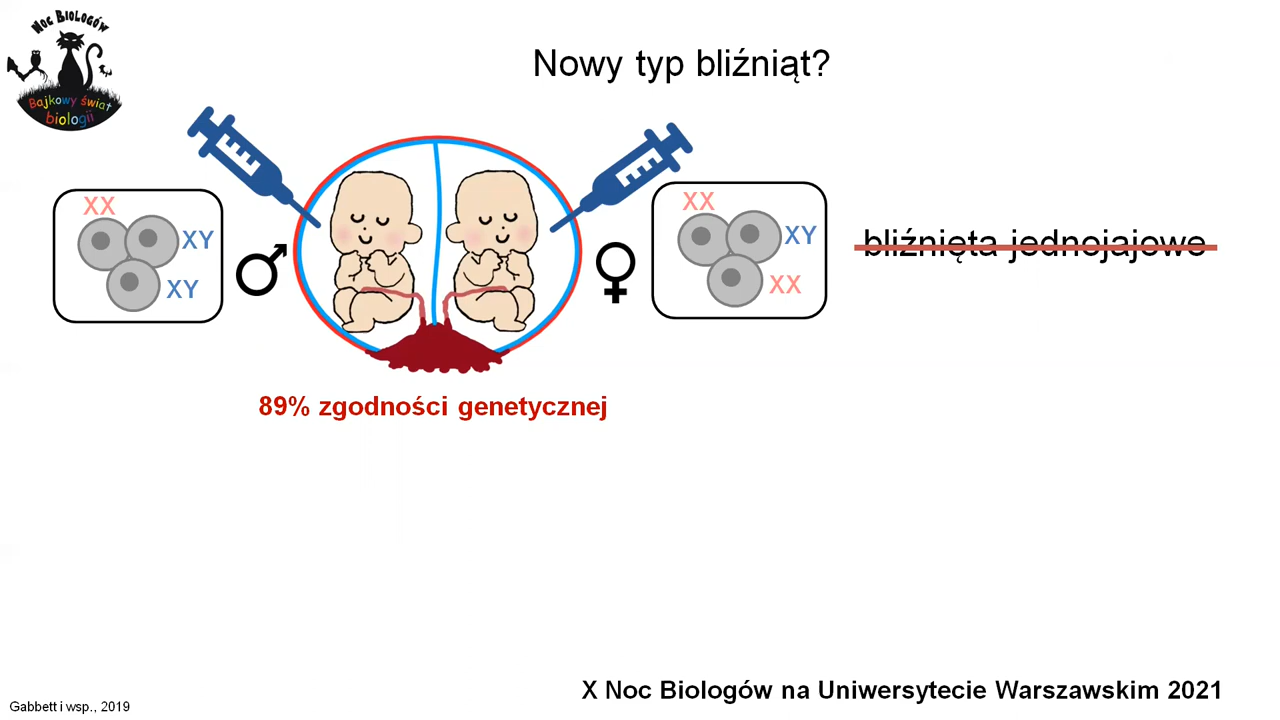 Noc Biologów
Bajkowy świat
biologii
Nowy typ bliźniąt?
XX
XY
XY
XX
XY
XX
bliźnięta jednojajowe
89% zgodności genetycznej
X Noc Biologów na Uniwersytecie Warszawskim 2021
Gabbett i wsp., 2019